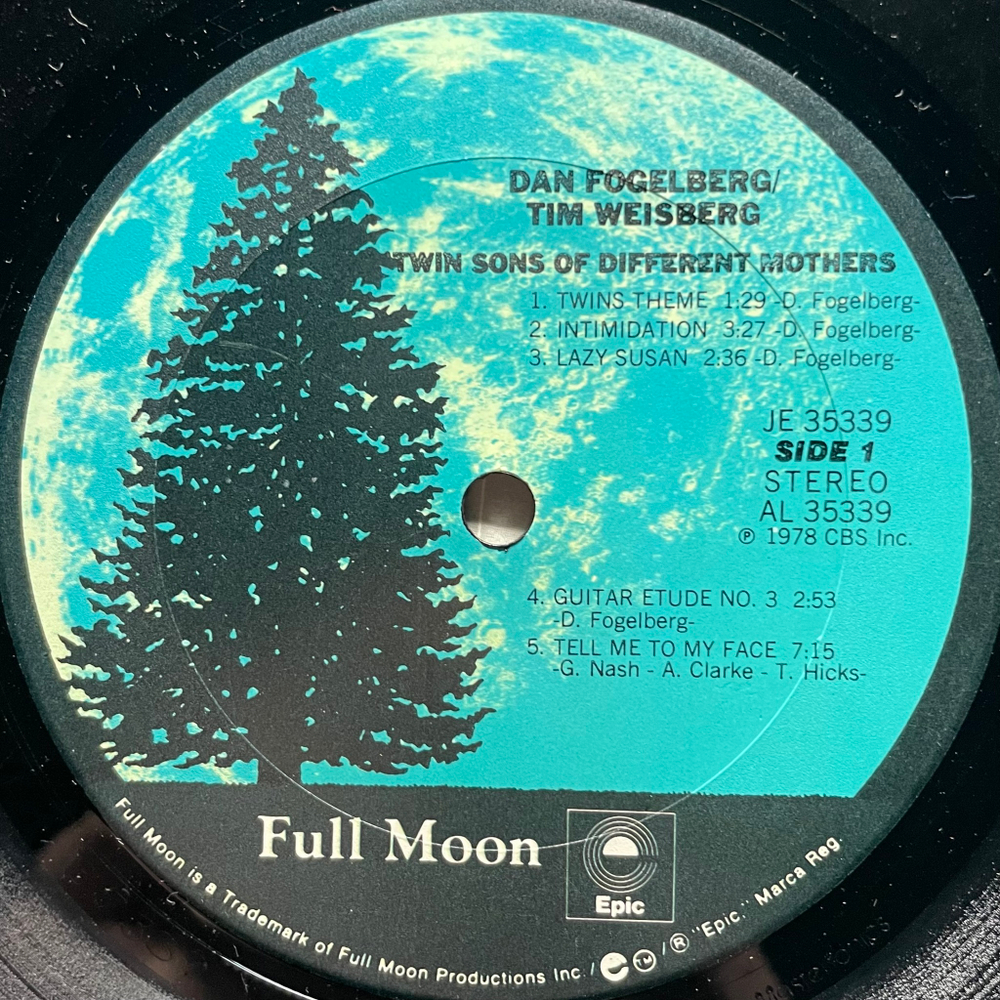 DAN FOGELBERG/
TIM WEISBERG
TWIN SONS OF DIFFERENT MOTHERS
1. TWINS THEME 1:29 -D. Fogelberg-
2. INTIMIDATION 3:27 -D. Fogelberg-
3. LAZY SUSAN 2:36 -D. Fogelberg-
JE 35339
SIDE 1
STEREO
AL 35339
℗ 1978 CBS Inc.
4. GUITAR ETUDE NO. 3 2:53
-D. Fogelberg-
5. TELL ME TO MY FACE 7:15
-G. Nash - A. Clarke - T. Hicks-
Full Moon
Epic
Full Moon is a Trademark of Full Moon Productions Inc. / e ™ / ® "Epic," Marca Reg.